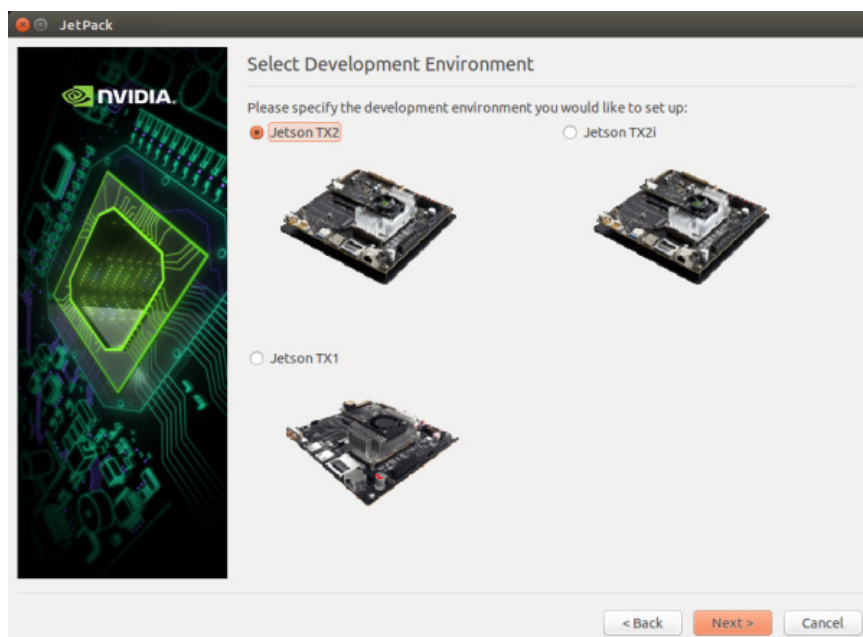 JetPack
NVIDIA.
Select Development Environment
Please specify the development environment you would like to set up:
Jetson TX2
Jetson TX2i
Jetson TX1
< Back
Next >
Cancel